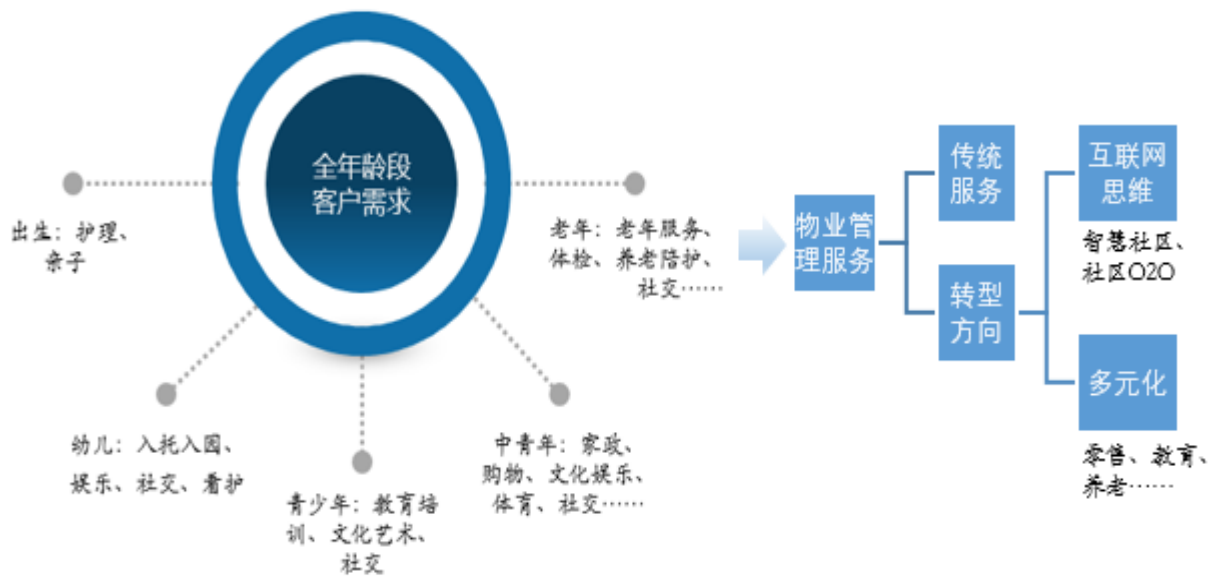 全年龄段
客户需求
出生：护理、
亲子
幼儿：入托入园、
娱乐、社交、看护
青少年：教育培
训、文化艺术、
社交
中青年：家政、
购物、文化娱乐、
体育、社交……
老年：老年服务、
体检、养老陪护、
社交……
物业管
理服务
传统
服务
转型
方向
互联网
思维
智慧社区、
社区O2O
多元化
零售、教育、
养老……